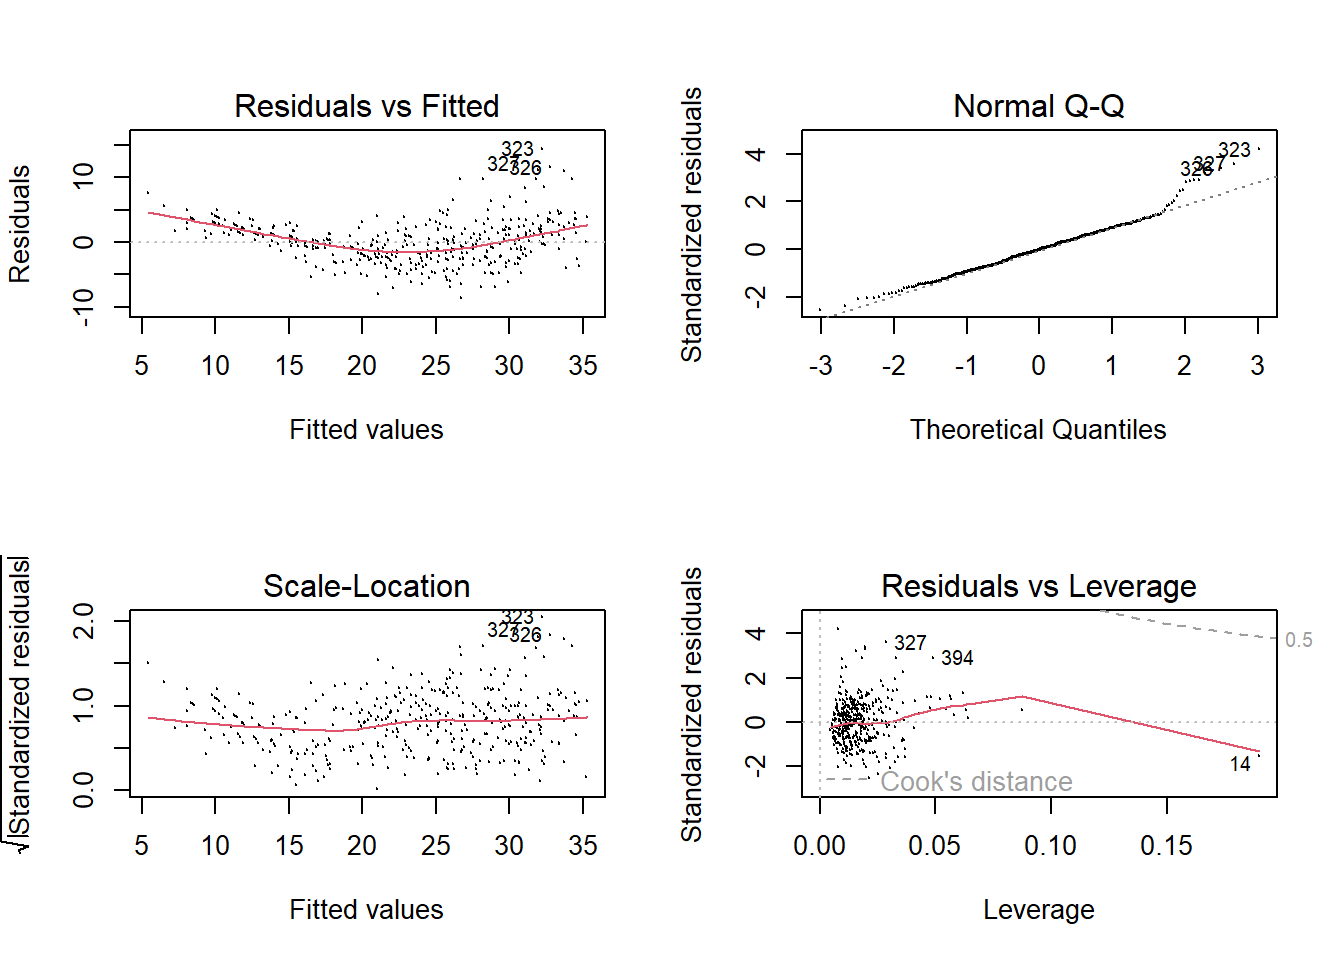 Residuals vs Fitted
Residuals
10
0
-10
323
327
326
5 10 15 20 25 30 35
Fitted values
Normal Q-Q
Standardized residuals
4
2
0
-2
323
327
326
-3 -2 -1 0 1 2 3
Theoretical Quantiles
Scale-Location
√|Standardized residuals|
2.0
1.0
0.0
323
327
326
5 10 15 20 25 30 35
Fitted values
Residuals vs Leverage
Standardized residuals
4
2
0
-2
327
394
0.5
14
Cook's distance
0.00 0.05 0.10 0.15
Leverage